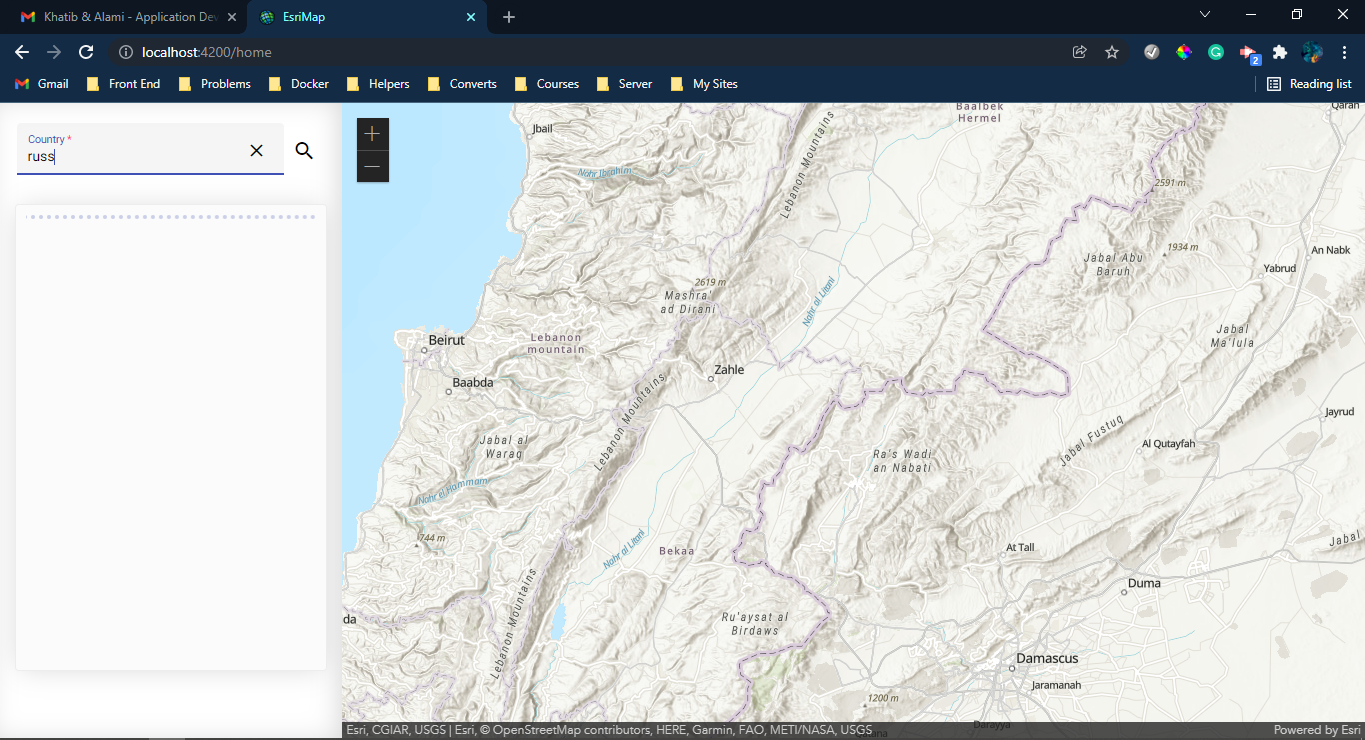 Khatib & Alami - Application De
EsriMap
localhost:4200/home
2
Gmail
Front End
Problems
Docker
Helpers
Converts
Courses
Server
My Sites
Reading list
Country *
russ
Jbail
Baalbek
Hermel
Qaran
Nahr Ibrahim
Lebanon Mountains
2591 m
1934 m
Jabal Abu
Baruh
An Nabk
Yabrud
2619 m
Mashra'
ad Dirani
Nahr al Litani
Jabal
Ma'lula
Beirut
Lebanon
mountain
Baabda
Zahle
Lebanon Mountains
Jayrud
Jabal Fustuq
Al Qutayfah
Jabal al
Waraq
Ra's Wadi
an Nabati
Nahr el Hammam
744 m
Nahr al Litani
Bekaa
At Tall
Jabal
Duma
Lebanon Mountains
da
Ru'aysat al
Birdaws
Damascus
Jaramanah
1200 m
Darayya
Esri, CGIAR, USGS | Esri, © OpenStreetMap contributors, HERE, Garmin, FAO, METI/NASA, USGS
Powered by Esri